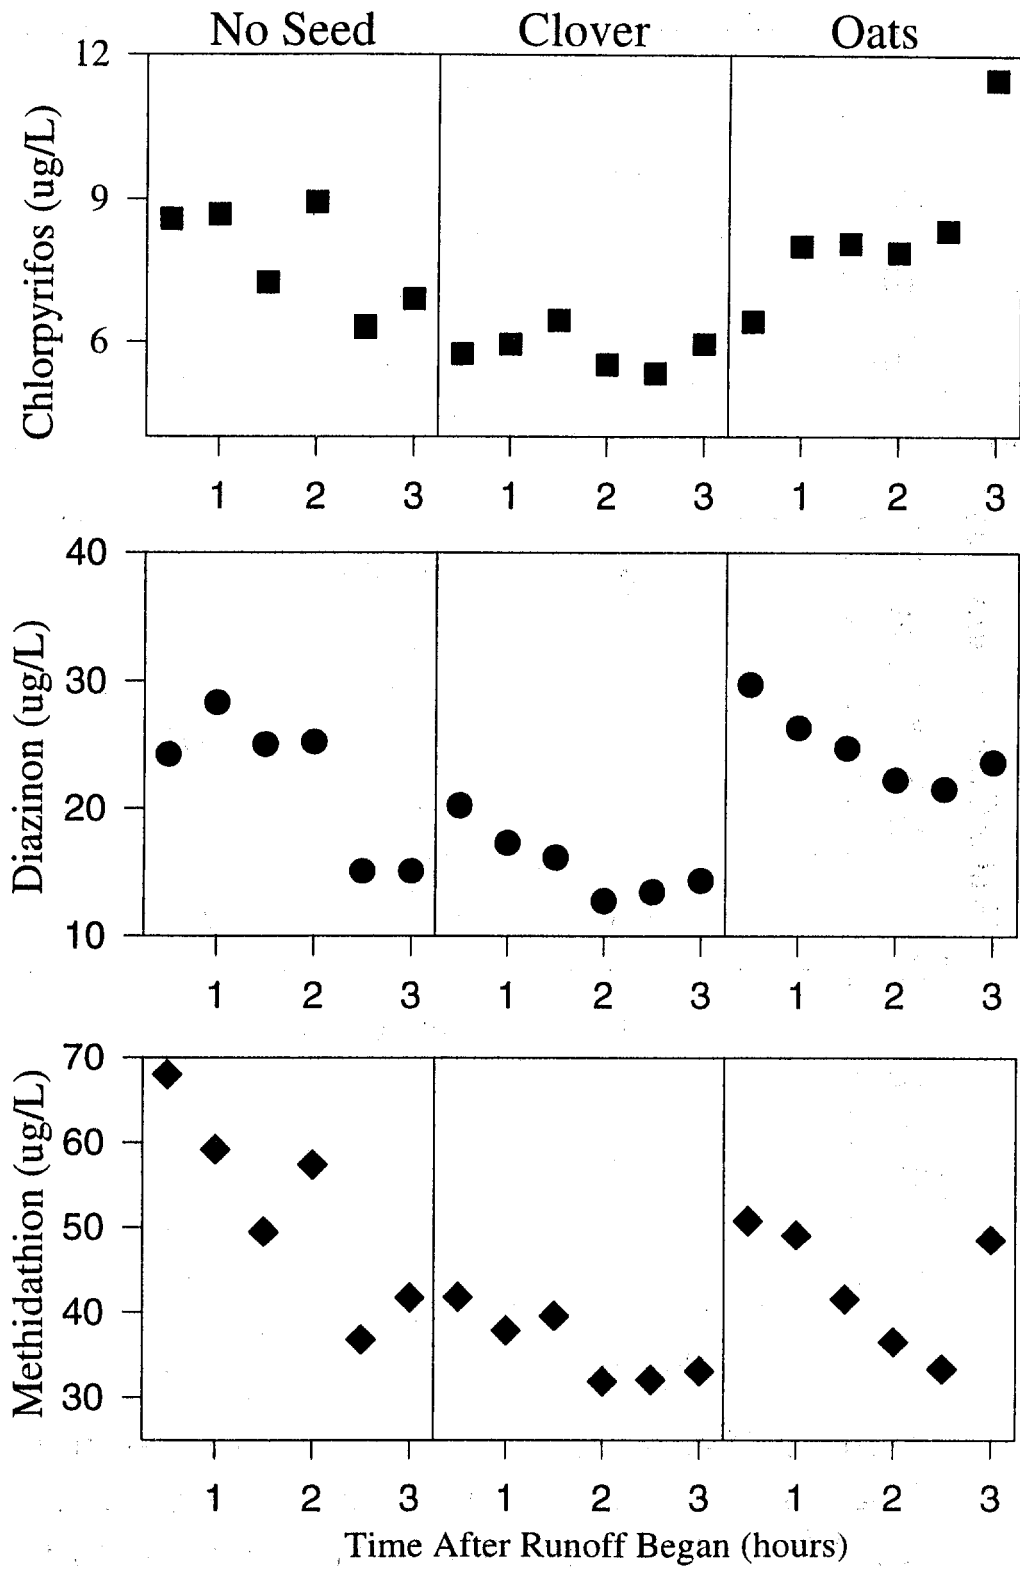 No Seed Clover Oats
Chlorpyrifos (ug/L)
12
9
6
1 2 3 1 2 3 1 2 3
Diazinon (ug/L)
40
30
20
10
1 2 3 1 2 3 1 2 3
Methidathion (ug/L)
70
60
50
40
30
1 2 3 1 2 3 1 2 3
Time After Runoff Began (hours)